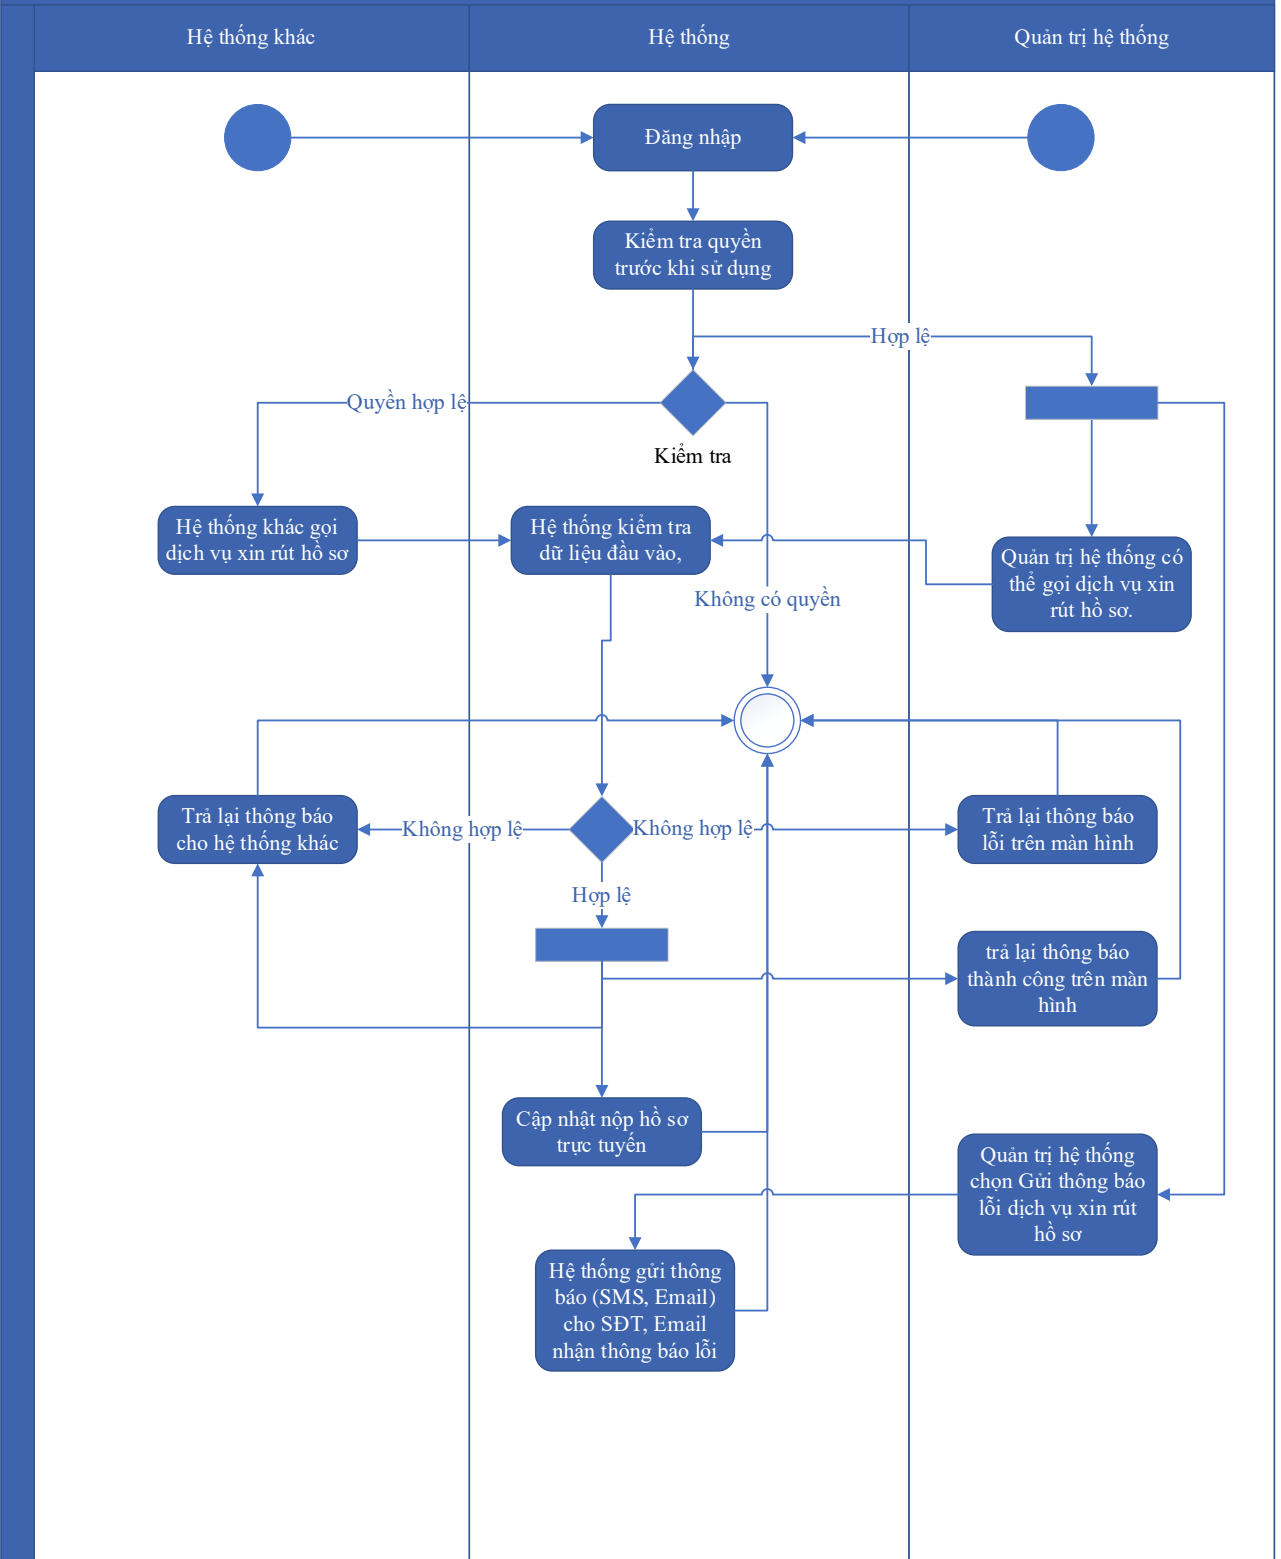 Hệ thống khác
Hệ thống
Quản trị hệ thống
Đăng nhập
Kiểm tra quyền
trước khi sử dụng
Hợp lệ
Quyền hợp lệ
Kiểm tra
Hệ thống khác gọi
dịch vụ xin rút hồ sơ
Hệ thống kiểm tra
dữ liệu đầu vào,
Quản trị hệ thống có
thể gọi dịch vụ xin
rút hồ sơ.
Không có quyền
Trả lại thông báo
cho hệ thống khác
Không hợp lệ
Không hợp lệ
Trả lại thông báo
lỗi trên màn hình
Hợp lệ
trả lại thông báo
thành công trên màn
hình
Cập nhật nộp hồ sơ
trực tuyến
Quản trị hệ thống
chọn Gửi thông báo
lỗi dịch vụ xin rút
hồ sơ
Hệ thống gửi thông
báo (SMS, Email)
cho SĐT, Email
nhận thông báo lỗi